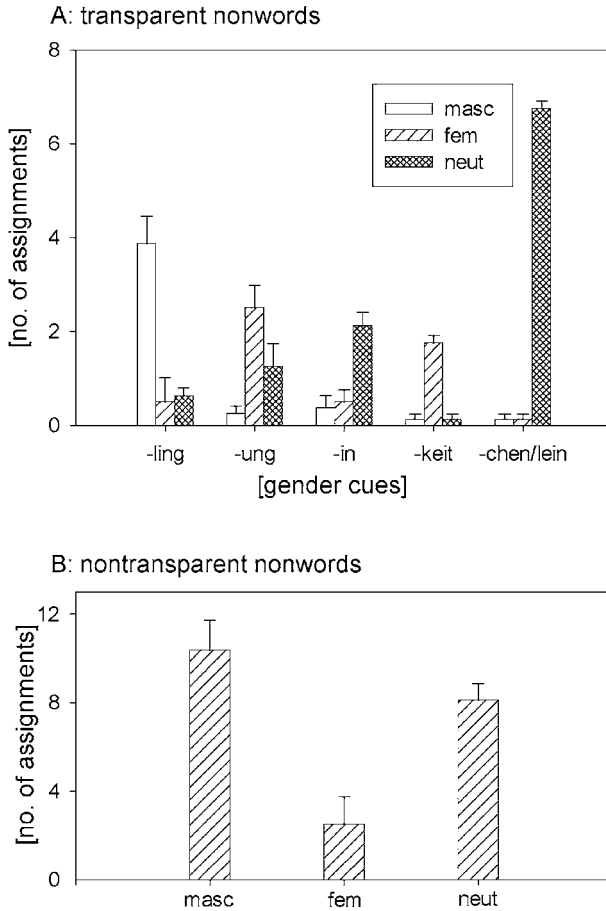 A: transparent nonwords
8
6
4
2
0
[no. of assignments]
masc
fem
neut
-ling -ung -in -keit -chen/lein
[gender cues]
B: nontransparent nonwords
12
8
4
0
[no. of assignments]
masc fem neut